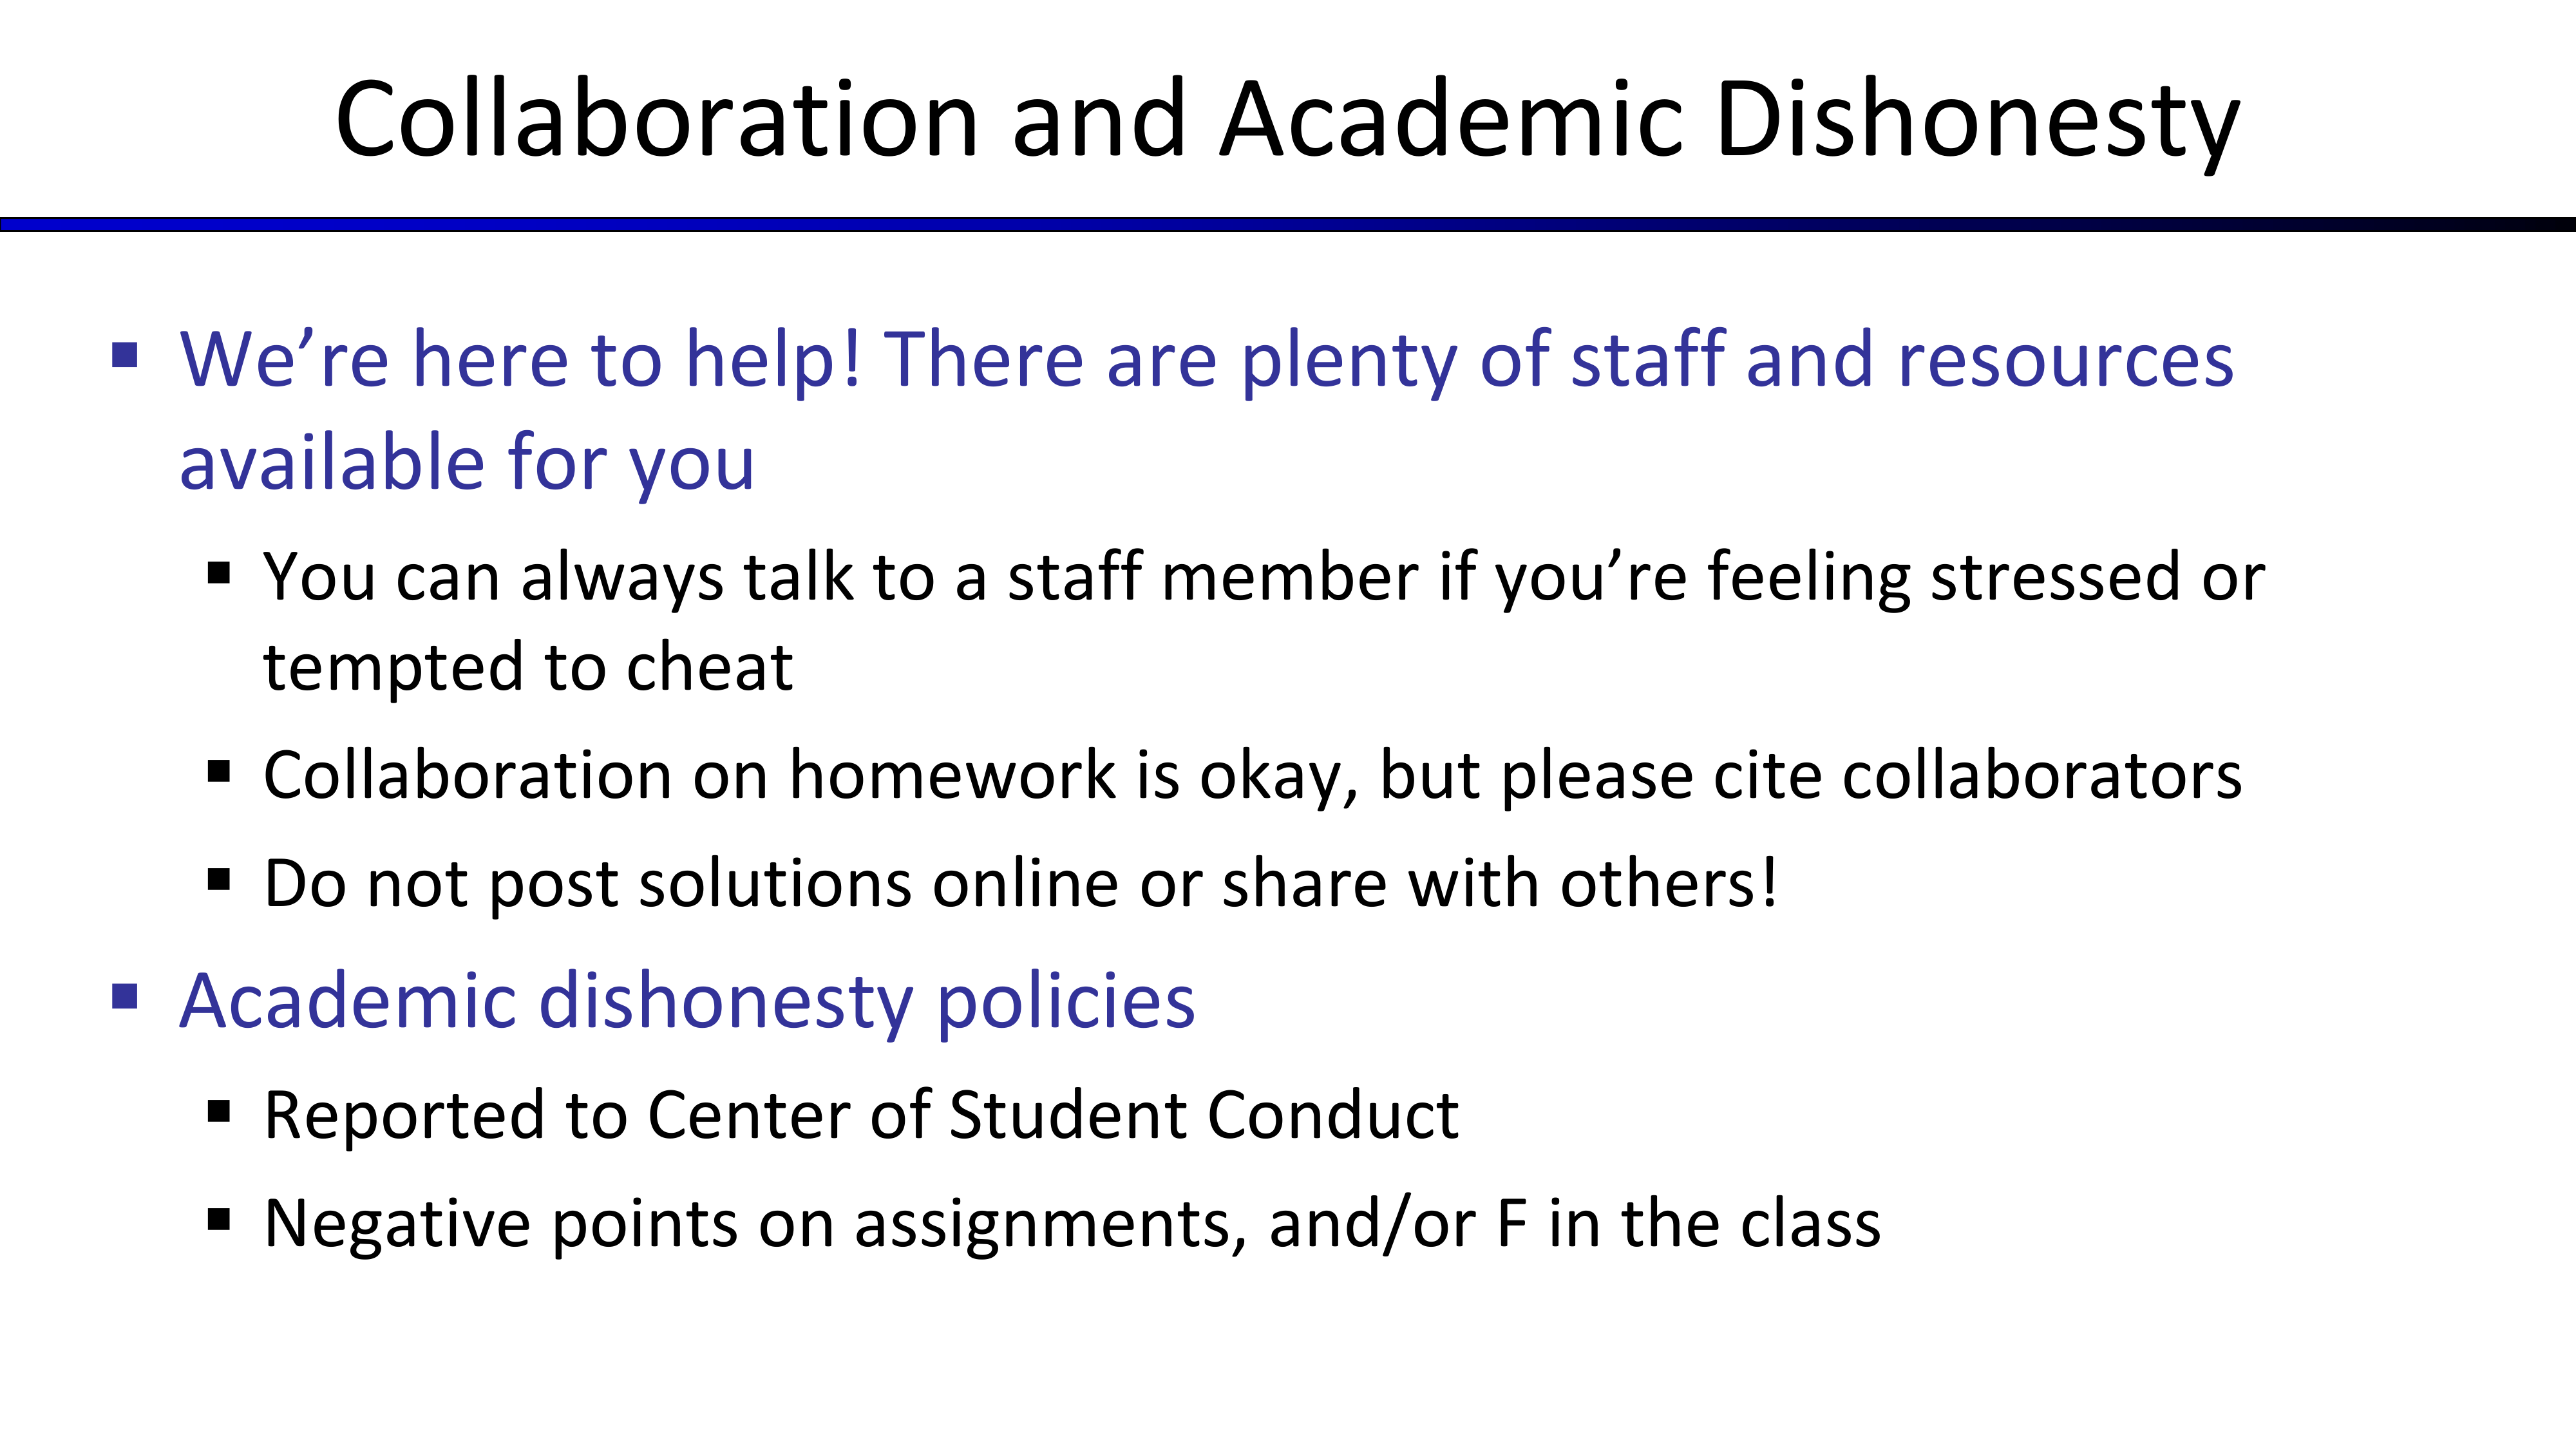 Collaboration and Academic Dishonesty
▪ We’re here to help! There are plenty of staff and resources
available for you
▪ You can always talk to a staff member if you’re feeling stressed or
tempted to cheat
▪ Collaboration on homework is okay, but please cite collaborators
▪ Do not post solutions online or share with others!
▪ Academic dishonesty policies
▪ Reported to Center of Student Conduct
▪ Negative points on assignments, and/or F in the class